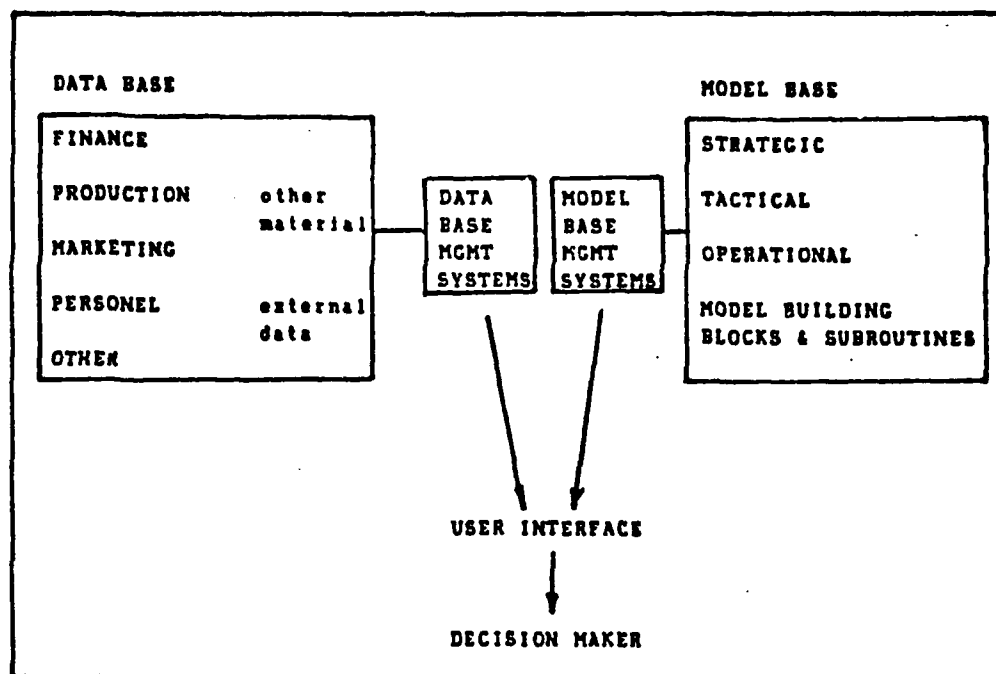 DATA BASE
FINANCE
PRODUCTION
MARKETING
PERSONEL
OTHER
other
material
external
data
DATA
BASE
MGMT
SYSTEMS
MODEL
BASE
MGMT
SYSTEMS
MODEL BASE
STRATEGIC
TACTICAL
OPERATIONAL
MODEL BUILDING
BLOCKS & SUBROUTINES
USER INTERFACE
DECISION MAKER